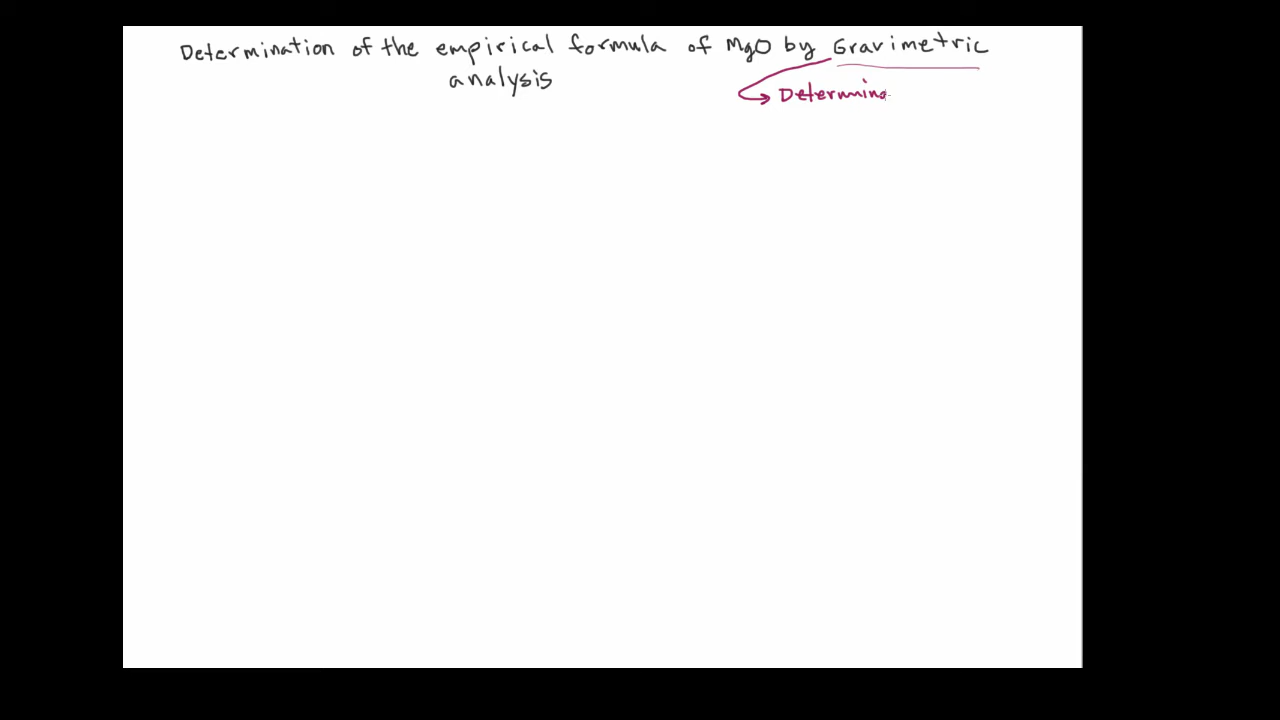 Determination of the empirical formula of MgO by Gravimetric
analysis
Determina